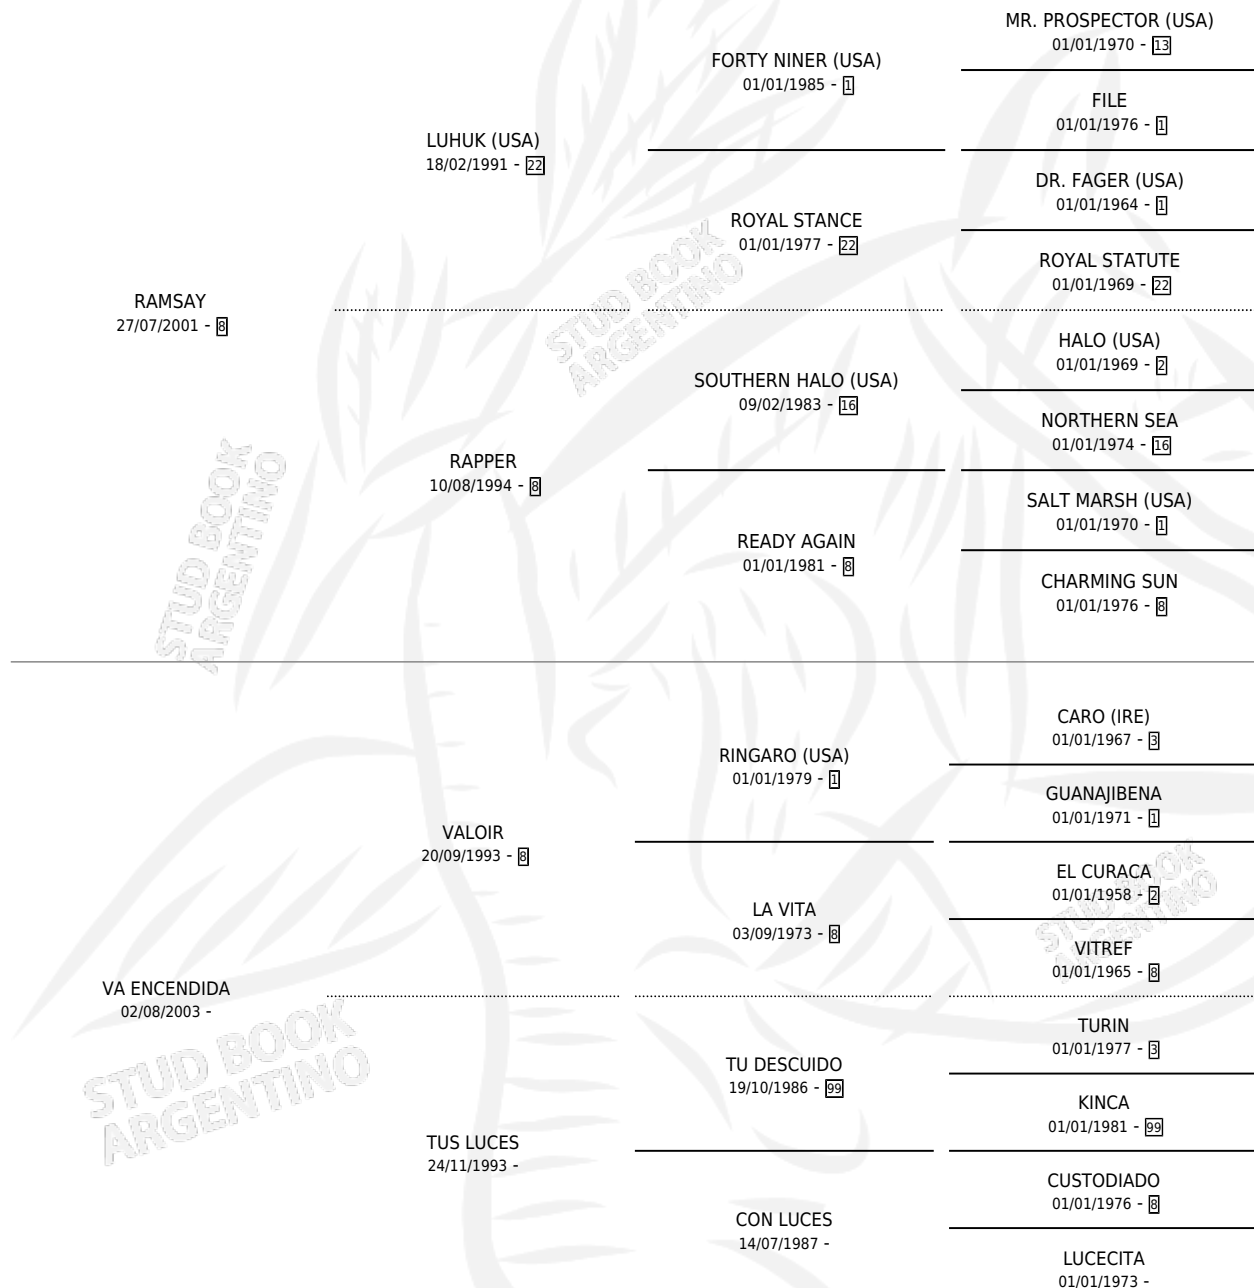 MR. PROSPECTOR (USA)
01/01/1970 - 13
FORTY NINER (USA)
01/01/1985 - 1
FILE
01/01/1976 - 1
LUHUK (USA)
18/02/1991 - 22
DR. FAGER (USA)
01/01/1964 - 1
ROYAL STANCE
01/01/1977 - 22
ROYAL STATUTE
01/01/1969 - 22
RAMSAY
27/07/2001 - 8
HALO (USA)
01/01/1969 - 2
SOUTHERN HALO (USA)
09/02/1983 - 16
NORTHERN SEA
01/01/1974 - 16
RAPPER
10/08/1994 - 8
SALT MARSH (USA)
01/01/1970 - 1
READY AGAIN
01/01/1981 - 8
CHARMING SUN
01/01/1976 - 8
CARO (IRE)
01/01/1967 - 3
RINGARO (USA)
01/01/1979 - 1
GUANAJIBENA
01/01/1971 - 1
VALOIR
20/09/1993 - 8
EL CURACA
01/01/1958 - 2
LA VITA
03/09/1973 - 8
VITREF
01/01/1965 - 8
VA ENCENDIDA
02/08/2003 -
TURIN
01/01/1977 - 3
TU DESCUIDO
19/10/1986 - 99
KINCA
01/01/1981 - 99
TUS LUCES
24/11/1993 -
CUSTODIADO
01/01/1976 - 8
CON LUCES
14/07/1987 -
LUCECITA
01/01/1973 -
STUD BOOK
ARGENTINO
STUD BOOK
ARGENTINO
STUD BOOK
ARGENTINO
STUD BOOK
ARGENTINO